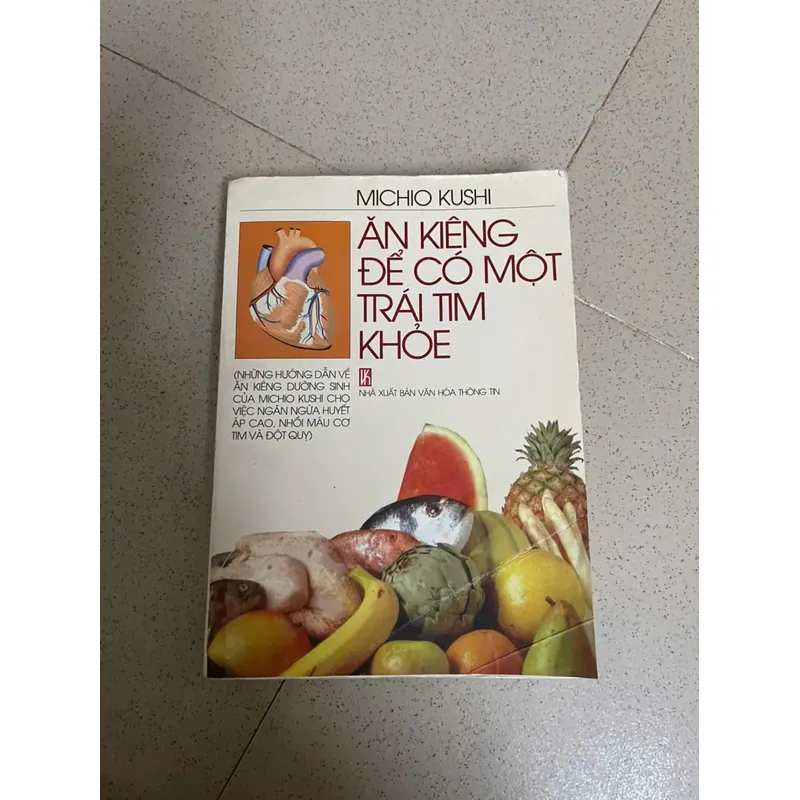 MICHIO KUSHI
ĂN KIÊNG
ĐỂ CÓ MỘT
TRÁI TIM
KHỎE
(NHỮNG HƯỚNG DẪN VỀ
ĂN KIÊNG DƯỠNG SINH
CỦA MICHIO KUSHI CHO
VIỆC NGĂN NGỪA HUYẾT
ÁP CAO, NHỒI MÁU CƠ
TIM VÀ ĐỘT QUỴ)
NHÀ XUẤT BẢN VĂN HÓA THÔNG TIN